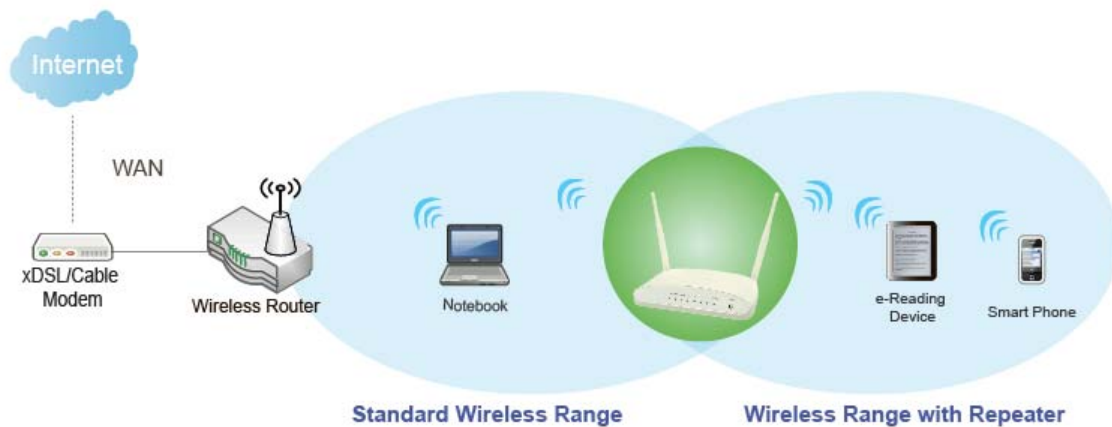 Internet
WAN
xDSL/Cable
Modem
Wireless Router
Notebook
e-Reading
Device
Smart Phone
Standard Wireless Range
Wireless Range with Repeater